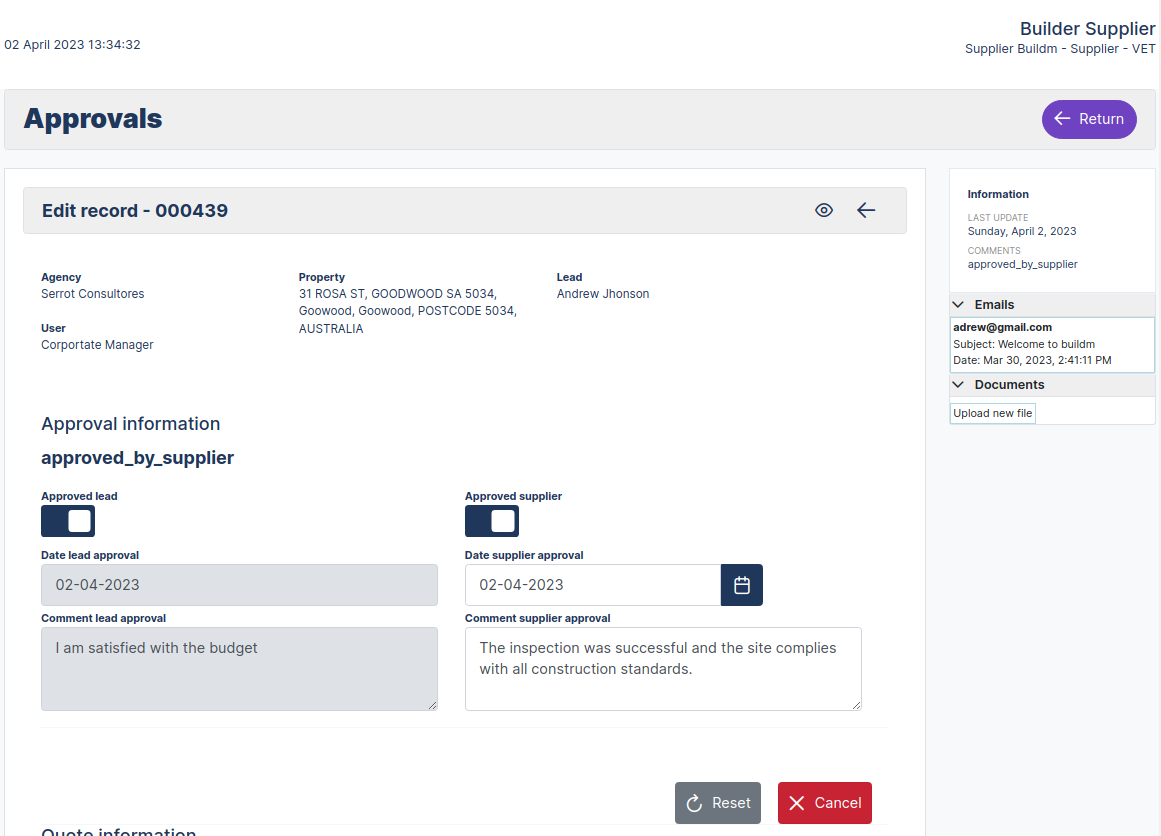 Builder Supplier
02 April 2023 13:34:32
Supplier Buildm - Supplier - VET
Approvals
Return
Edit record - 000439
Agency
Serrot Consultores
User
Corportate Manager
Property
31 ROSA ST, GOODWOOD SA 5034,
Goowood, Goowood, POSTCODE 5034,
AUSTRALIA
Lead
Andrew Jhonson
Approval information
approved_by_supplier
Approved lead
Approved supplier
Date lead approval
Date supplier approval
02-04-2023
02-04-2023
Comment lead approval
Comment supplier approval
I am satisfied with the budget
The inspection was successful and the site complies
with all construction standards.
Reset
Cancel
Quote information
Information
LAST UPDATE
Sunday, April 2, 2023
COMMENTS
approved_by_supplier
Emails
adrew@gmail.com
Subject: Welcome to buildm
Date: Mar 30, 2023, 2:41:11 PM
Documents
Upload new file